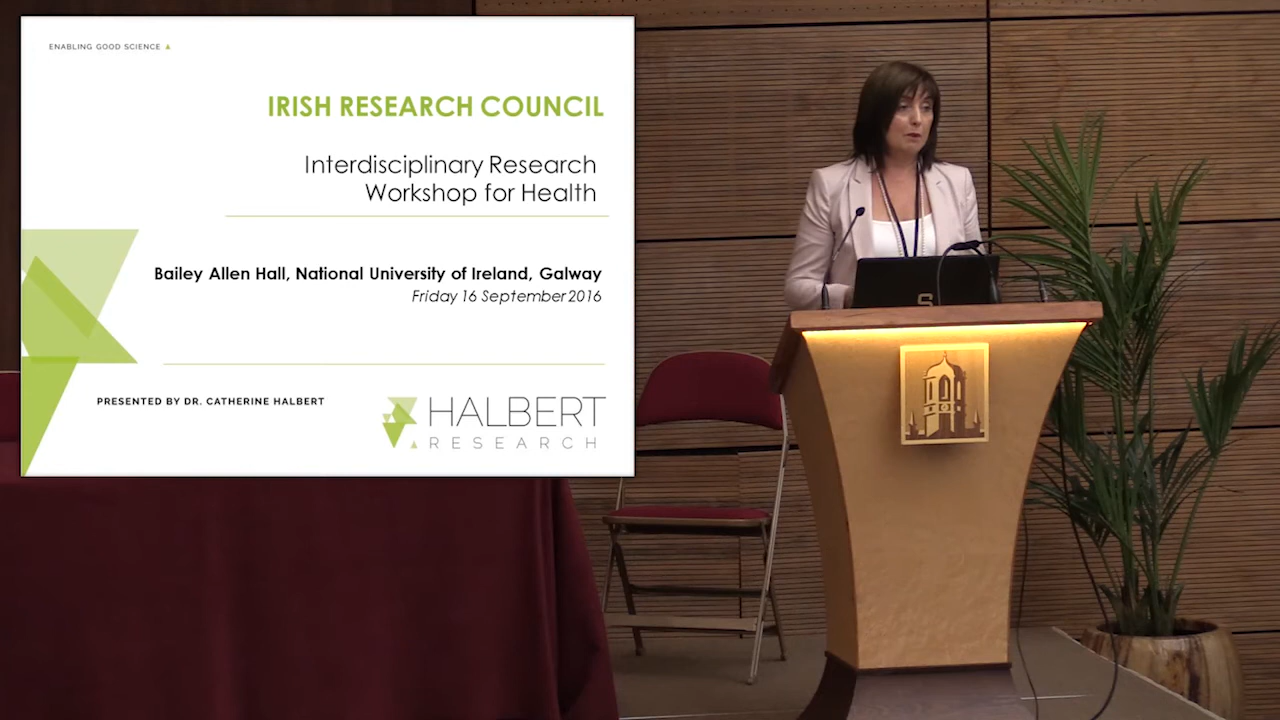 ENABLING GOOD SCIENCE
IRISH RESEARCH COUNCIL
Interdisciplinary Research
Workshop for Health
Bailey Allen Hall, National University of Ireland, Galway
Friday 16 September 2016
PRESENTED BY DR. CATHERINE HALBERT
HALBERT
RESEARCH